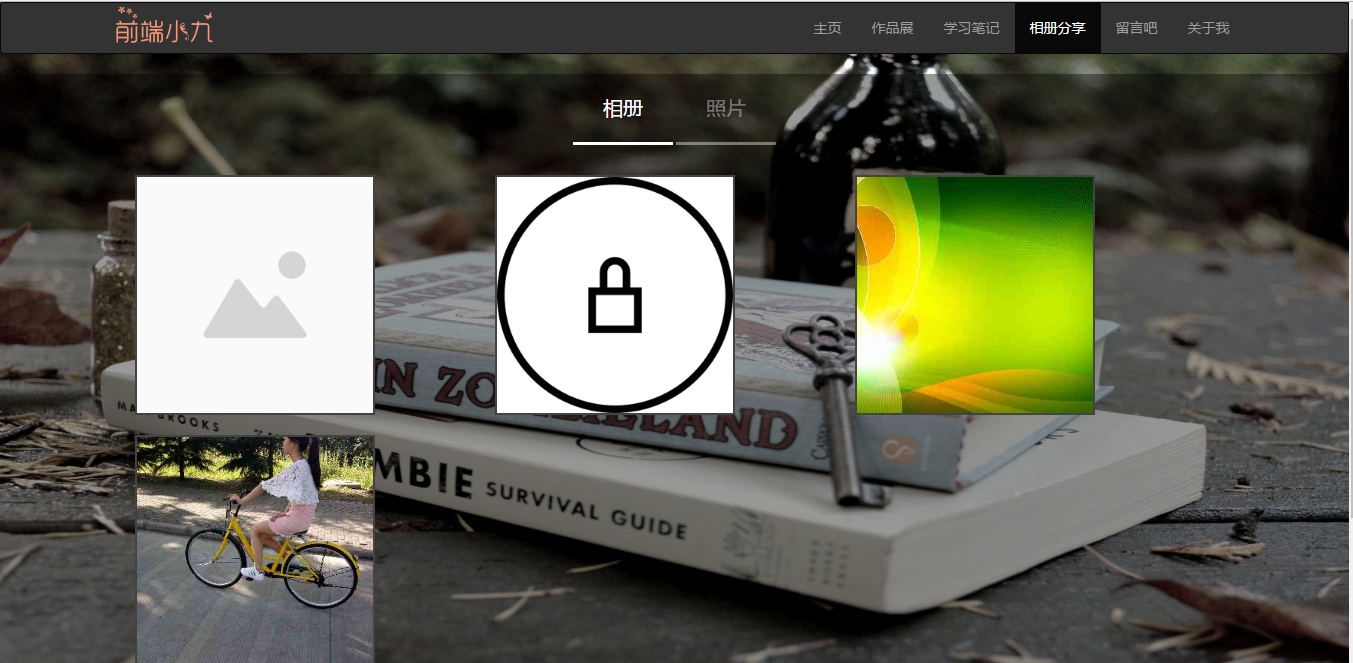 前端小九
主页 作品展 学习笔记 相册分享 留言吧 关于我
相册 照片
IN ZO
LAND
BROOKS
MBIE SURVIVAL GUIDE